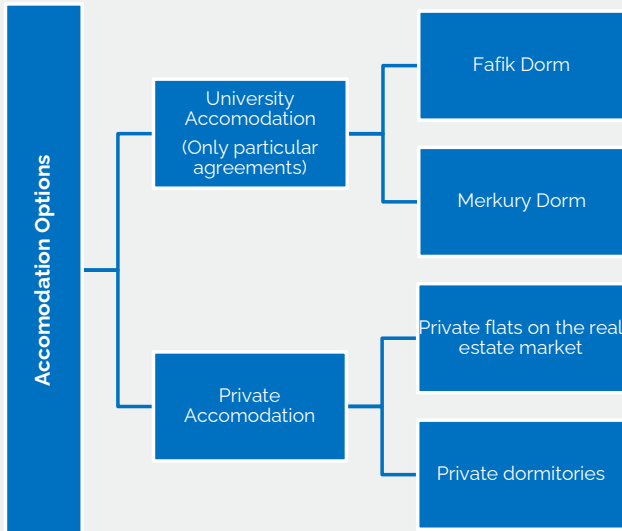 Accomodation Options
University
Accomodation
(Only particular
agreements)
Fafik Dorm
Merkury Dorm
Private
Accomodation
Private flats on the real
estate market
Private dormitories